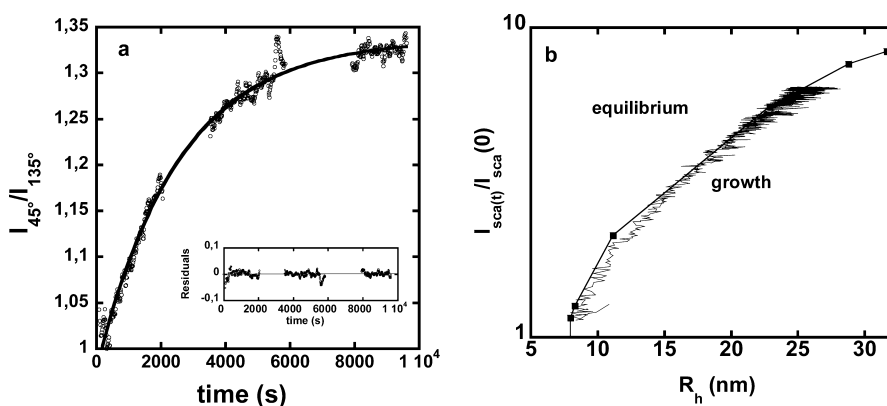 a
1,35
1,3
1,25
1,2
1,15
1,1
1,05
1
I45°/I135°
0 2000 4000 6000 8000 1 10⁴
time (s)
0,1
0
-0,1
Residuals
0 2000 4000 6000 8000 1 10⁴
time (s)
b
10
1
Isca(t)/Isca(0)
equilibrium
growth
5 10 15 20 25 30
Rh (nm)